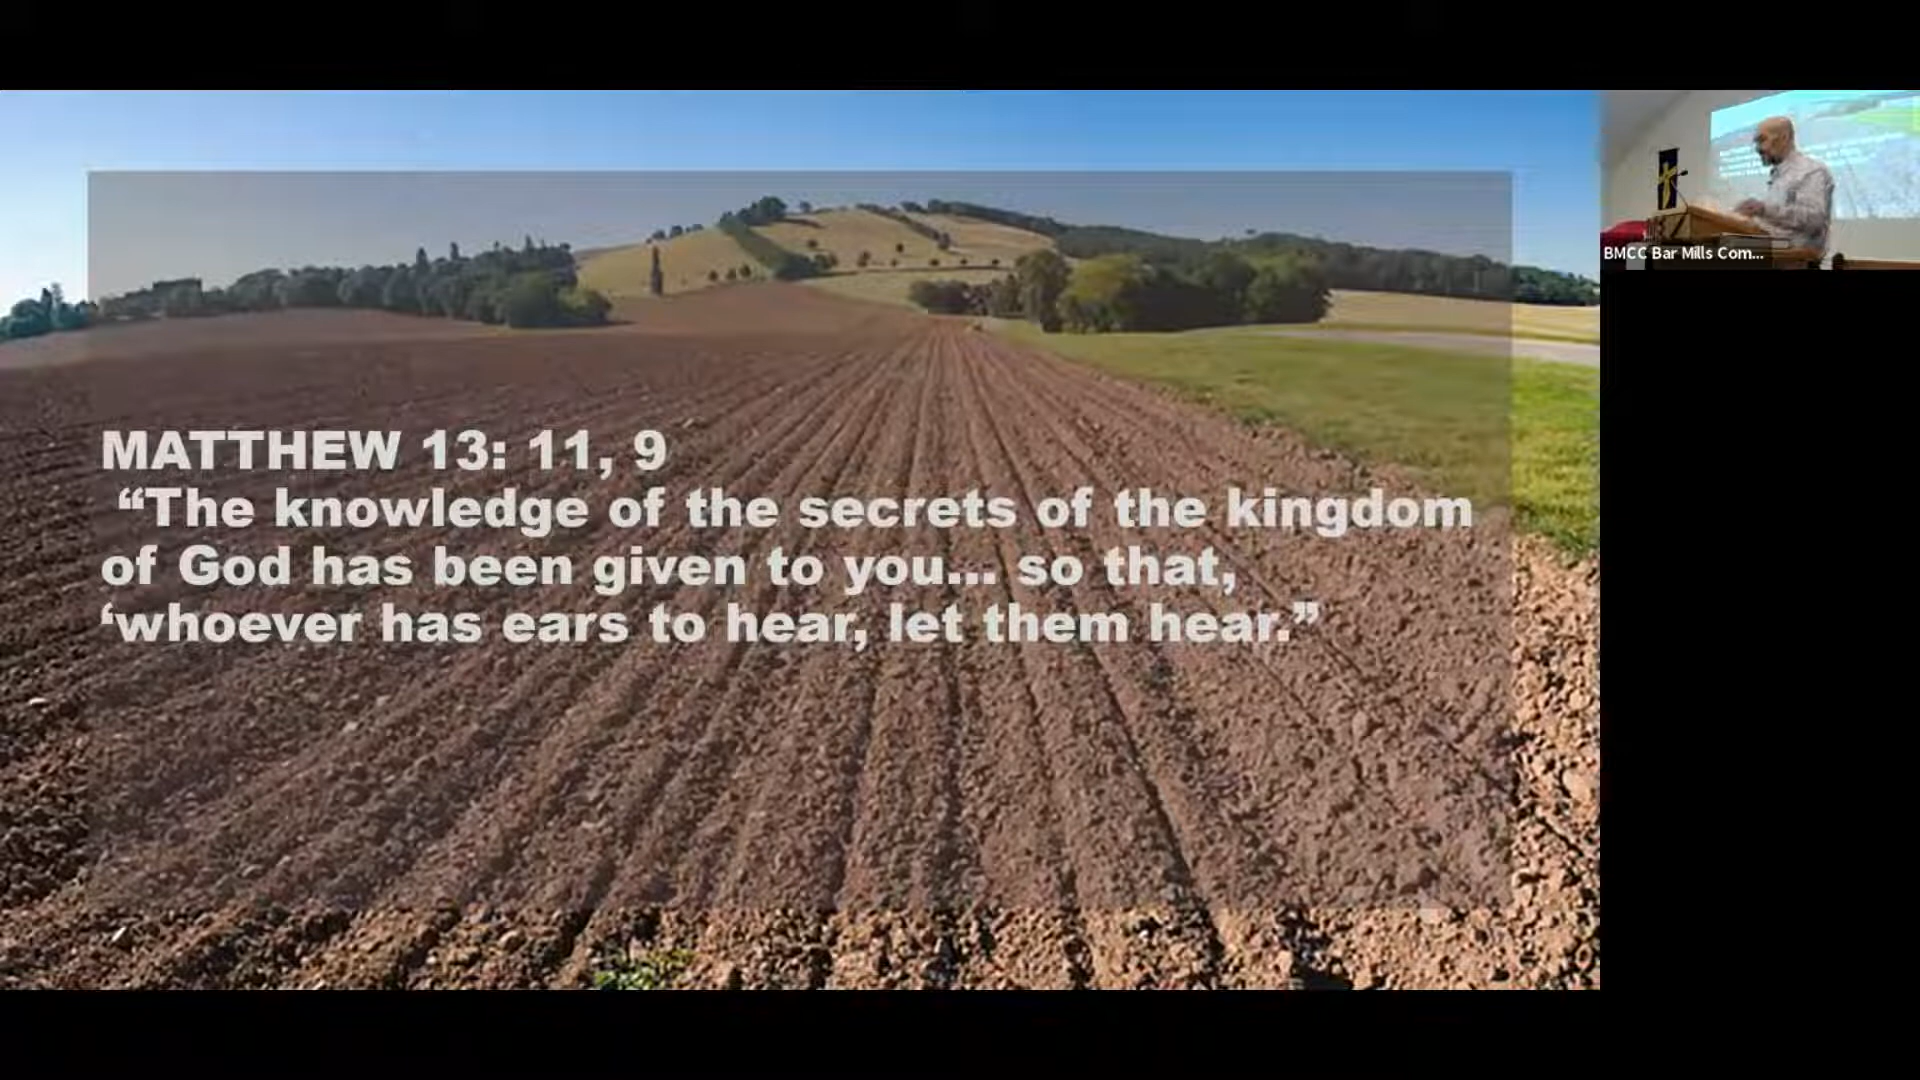 MATTHEW 13: 11, 9
“The knowledge of the secrets of the kingdom
of God has been given to you... so that,
‘whoever has ears to hear, let them hear.”
BMCC Bar Mills Com...